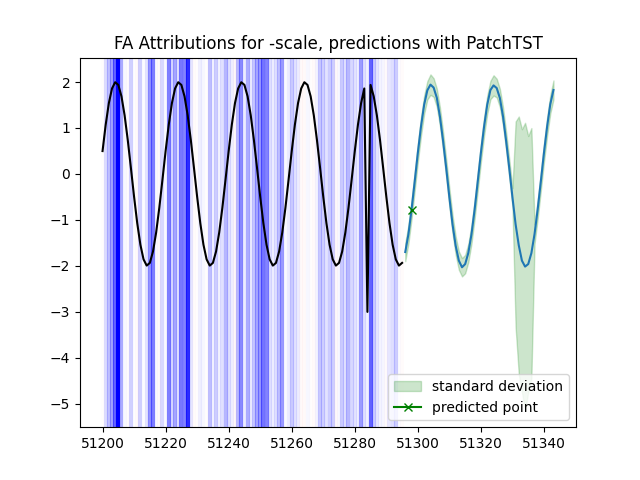 FA Attributions for -scale, predictions with PatchTST
2
1
0
−1
−2
−3
−4
−5
standard deviation
predicted point
51200 51220 51240 51260 51280 51300 51320 51340